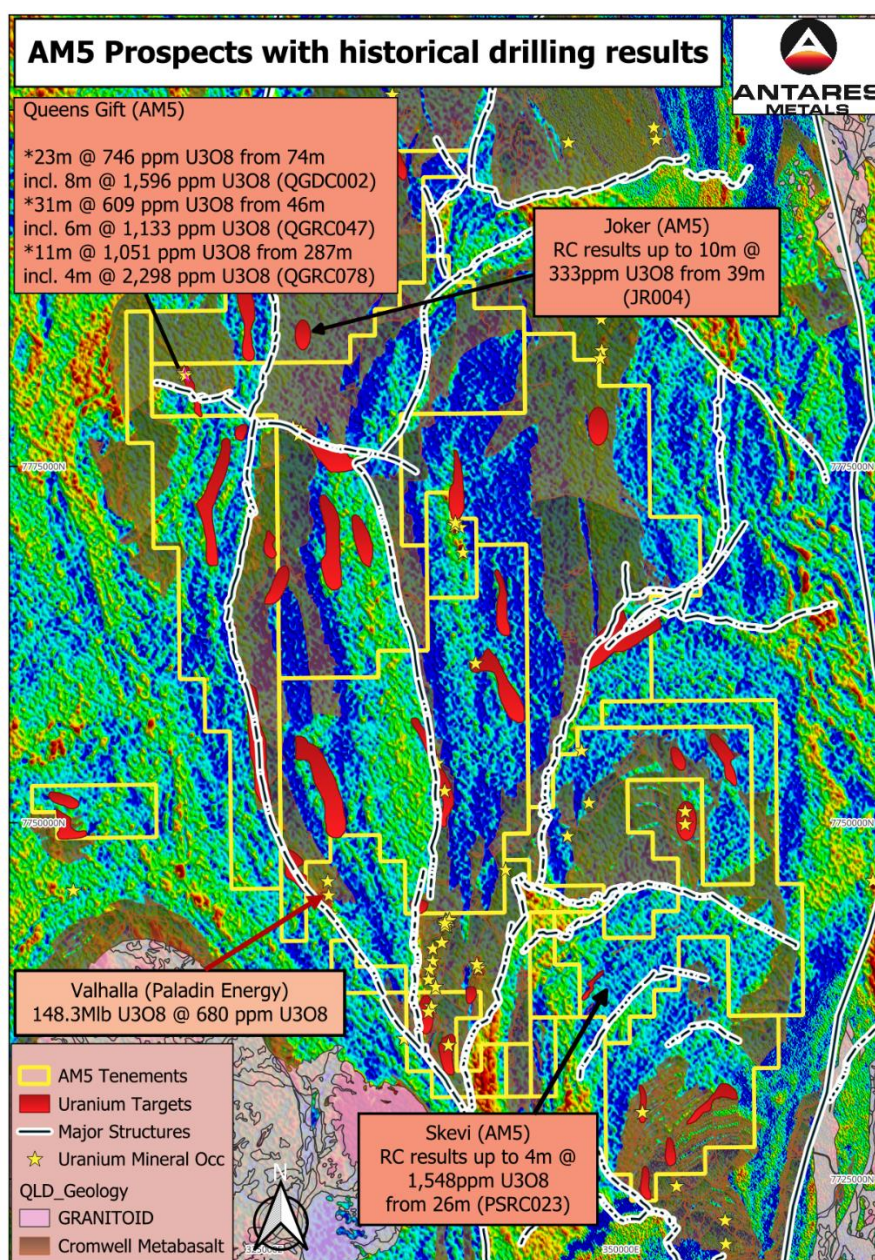 AM5 Prospects with historical drilling results
ANTARES
METALS
Queens Gift (AM5)
*23m @ 746 ppm U3O8 from 74m
incl. 8m @ 1,596 ppm U3O8 (QGDC002)
*31m @ 609 ppm U3O8 from 46m
incl. 6m @ 1,133 ppm U3O8 (QGRC047)
*11m @ 1,051 ppm U3O8 from 287m
incl. 4m @ 2,298 ppm U3O8 (QGRC078)
Joker (AM5)
RC results up to 10m @
333ppm U3O8 from 39m
(JR004)
7775000N
7775000N
7750000N
7750000N
Valhalla (Paladin Energy)
148.3Mlb U3O8 @ 680 ppm U3O8
AM5 Tenements
Uranium Targets
Major Structures
Uranium Mineral Occ
QLD_Geology
GRANITOID
Cromwell Metabasalt
N
Skevi (AM5)
RC results up to 4m @
1,548ppm U3O8
from 26m (PSRC023)
7725000N
350000E